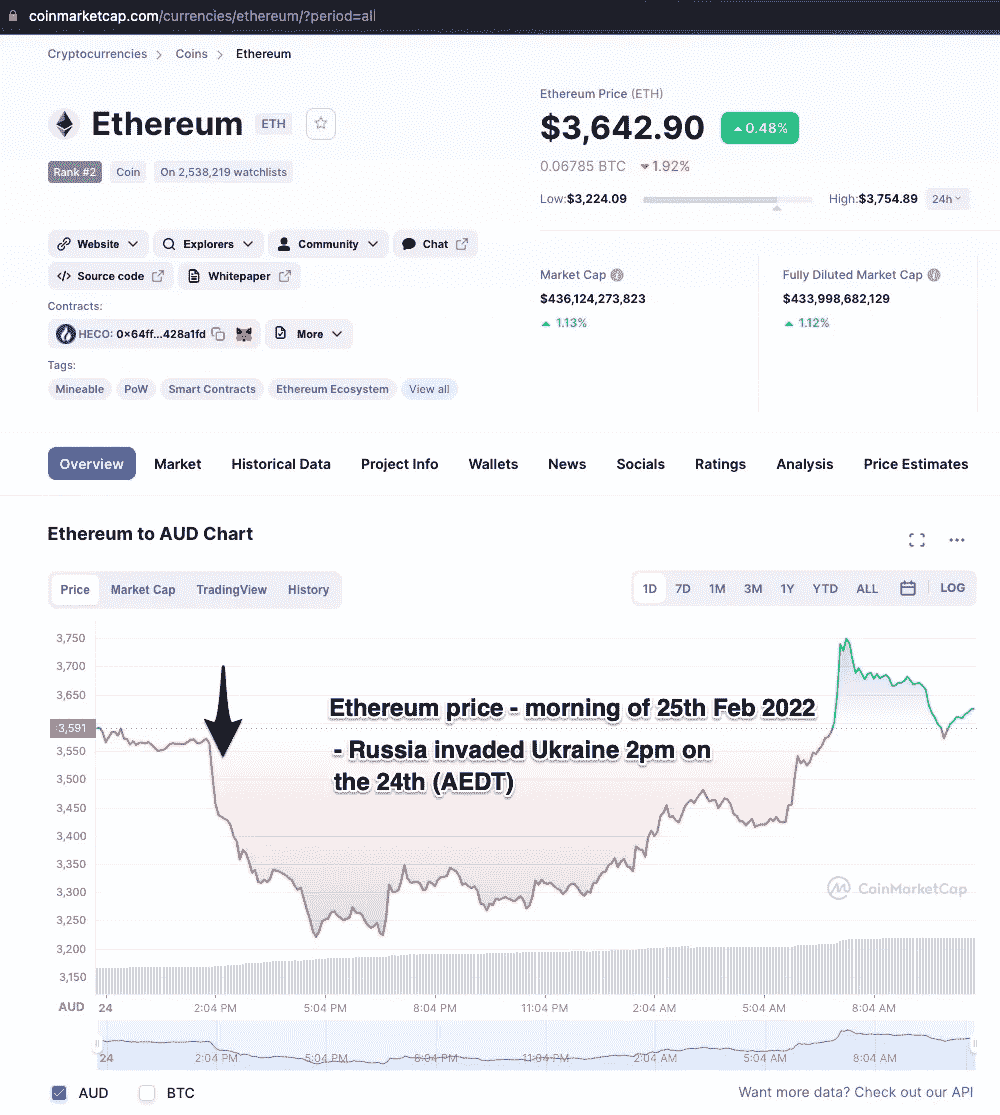 coinmarketcap.com/currencies/ethereum/?period=all
Cryptocurrencies > Coins > Ethereum
Ethereum ETH
Rank #2 Coin On 2,538,219 watchlists
Website Explorers Community Chat
Source code Whitepaper
Contracts:
HECO: 0x64ff...428a1fd More
Tags:
Mineable PoW Smart Contracts Ethereum Ecosystem View all
Ethereum Price (ETH)
$3,642.90 0.48%
0.06785 BTC 1.92%
Low:$3,224.09 High:$3,754.89 24h
Market Cap
$436,124,273,823
1.13%
Fully Diluted Market Cap
$433,998,682,129
1.12%
Overview Market Historical Data Project Info Wallets News Socials Ratings Analysis Price Estimates
Ethereum to AUD Chart
Price Market Cap TradingView History
1D 7D 1M 3M 1Y YTD ALL LOG
3,750
3,700
3,650
3,591
3,550
3,500
3,450
3,400
3,350
3,300
3,250
3,200
3,150
Ethereum price - morning of 25th Feb 2022
- Russia invaded Ukraine 2pm on
the 24th (AEDT)
CoinMarketCap
AUD 24 2:04 PM 5:04 PM 8:04 PM 11:04 PM 2:04 AM 5:04 AM 8:04 AM
24 2:04 PM 5:04 PM 8:04 PM 11:04 PM 2:04 AM 5:04 AM 8:04 AM
AUD BTC
Want more data? Check out our API